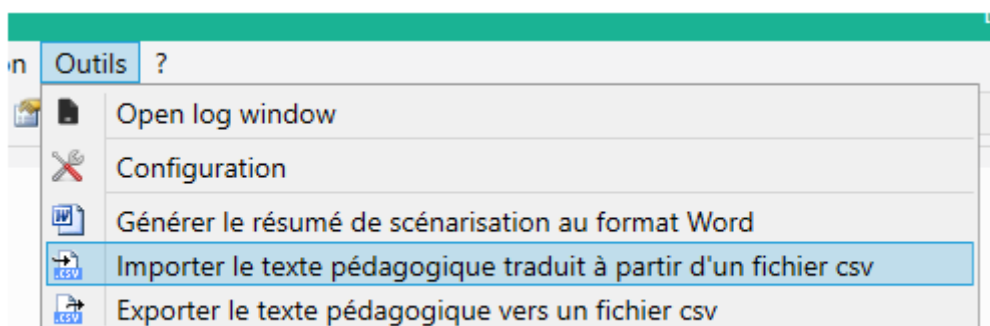 on Outils ?
Open log window
Configuration
Générer le résumé de scénarisation au format Word
Importer le texte pédagogique traduit à partir d'un fichier csv
Exporter le texte pédagogique vers un fichier csv